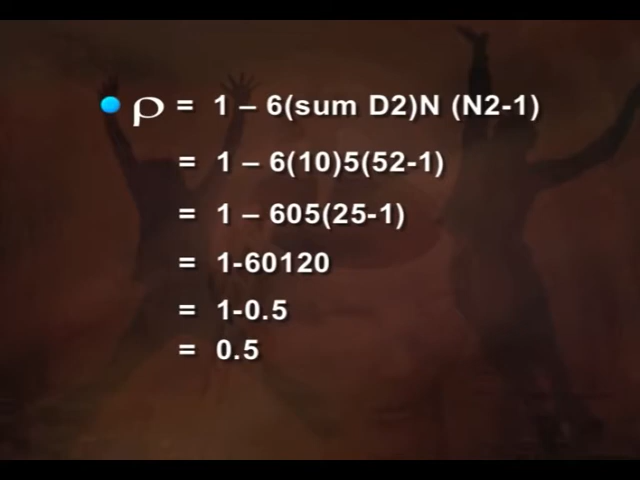 ρ = 1 – 6(sum D2)N (N2-1)
= 1 – 6(10)5(52-1)
= 1 – 605(25-1)
= 1-60120
= 1-0.5
= 0.5